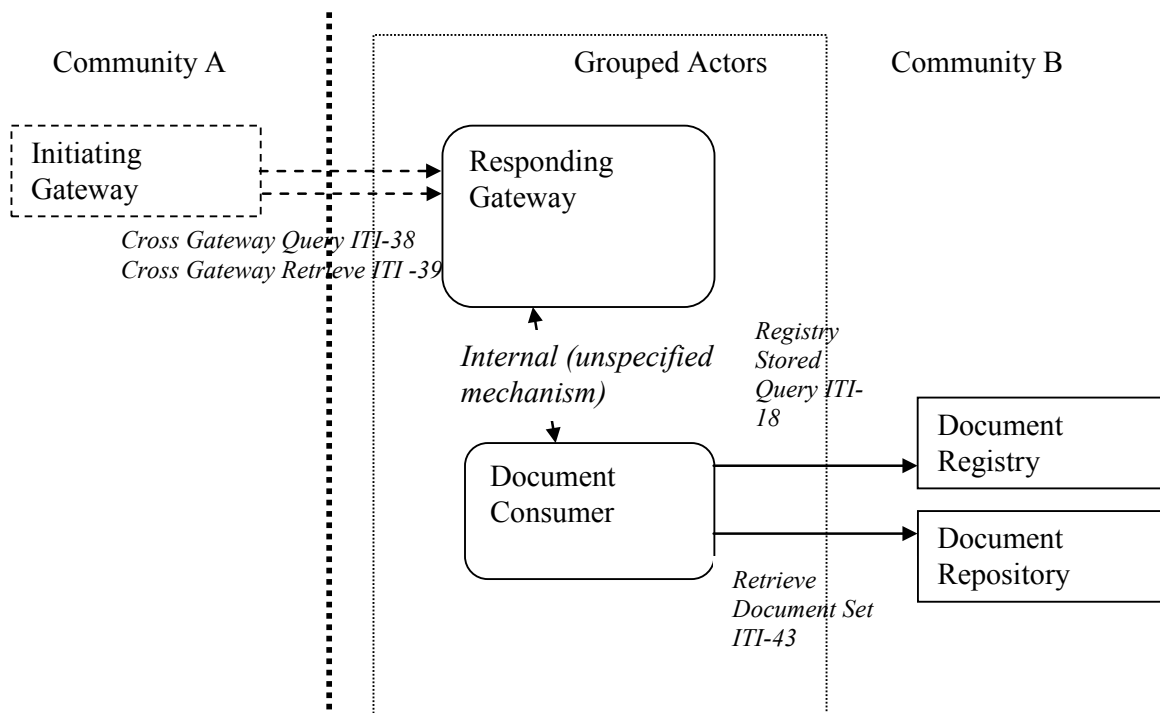 Community A
Grouped Actors
Community B
Initiating
Gateway
Responding
Gateway
Cross Gateway Query ITI-38
Cross Gateway Retrieve ITI -39
Internal (unspecified
mechanism)
Registry
Stored
Query ITI-
18
Document
Registry
Document
Consumer
Document
Repository
Retrieve
Document Set
ITI-43